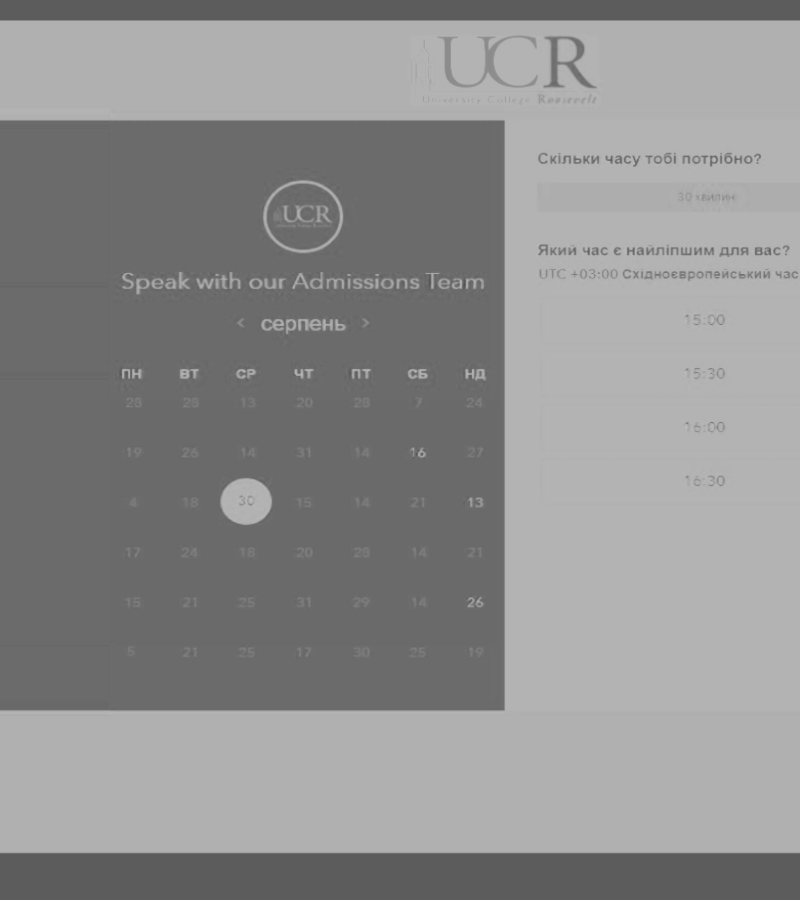 UCR
University College Roosevelt
UCR
Speak with our Admissions Team
< серпень >
ПН ВТ СР ЧТ ПТ СБ НД
28 28 13 20 28 7 24
19 26 14 31 14 16 27
4 18 30 15 14 21 13
17 24 18 20 28 14 21
15 21 25 31 29 14 26
5 21 25 17 30 25 19
Скільки часу тобі потрібно?
30 хвилин
Який час є найліпшим для вас?
UTC +03:00 Східноєвропейський час
15:00
15:30
16:00
16:30